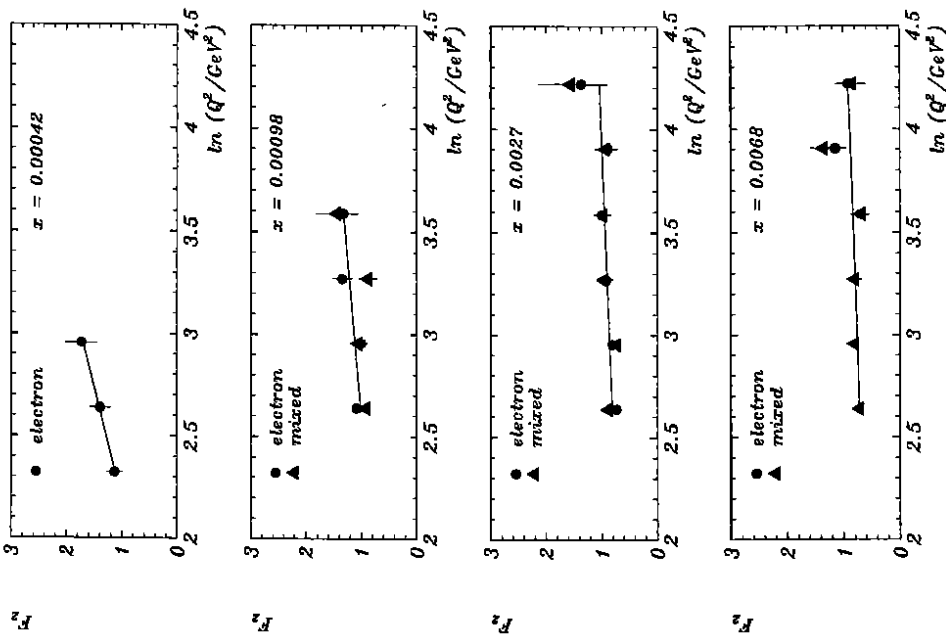 F₂
3
2
1
0
● electron
x = 0.00042
2
2.5
3
3.5
4
4.5
ln (Q²/GeV²)
F₂
3
2
1
0
● electron
▲ mixed
x = 0.00098
2
2.5
3
3.5
4
4.5
ln (Q²/GeV²)
F₂
3
2
1
0
● electron
▲ mixed
x = 0.0027
2
2.5
3
3.5
4
4.5
ln (Q²/GeV²)
F₂
3
2
1
0
● electron
▲ mixed
x = 0.0068
2
2.5
3
3.5
4
4.5
ln (Q²/GeV²)